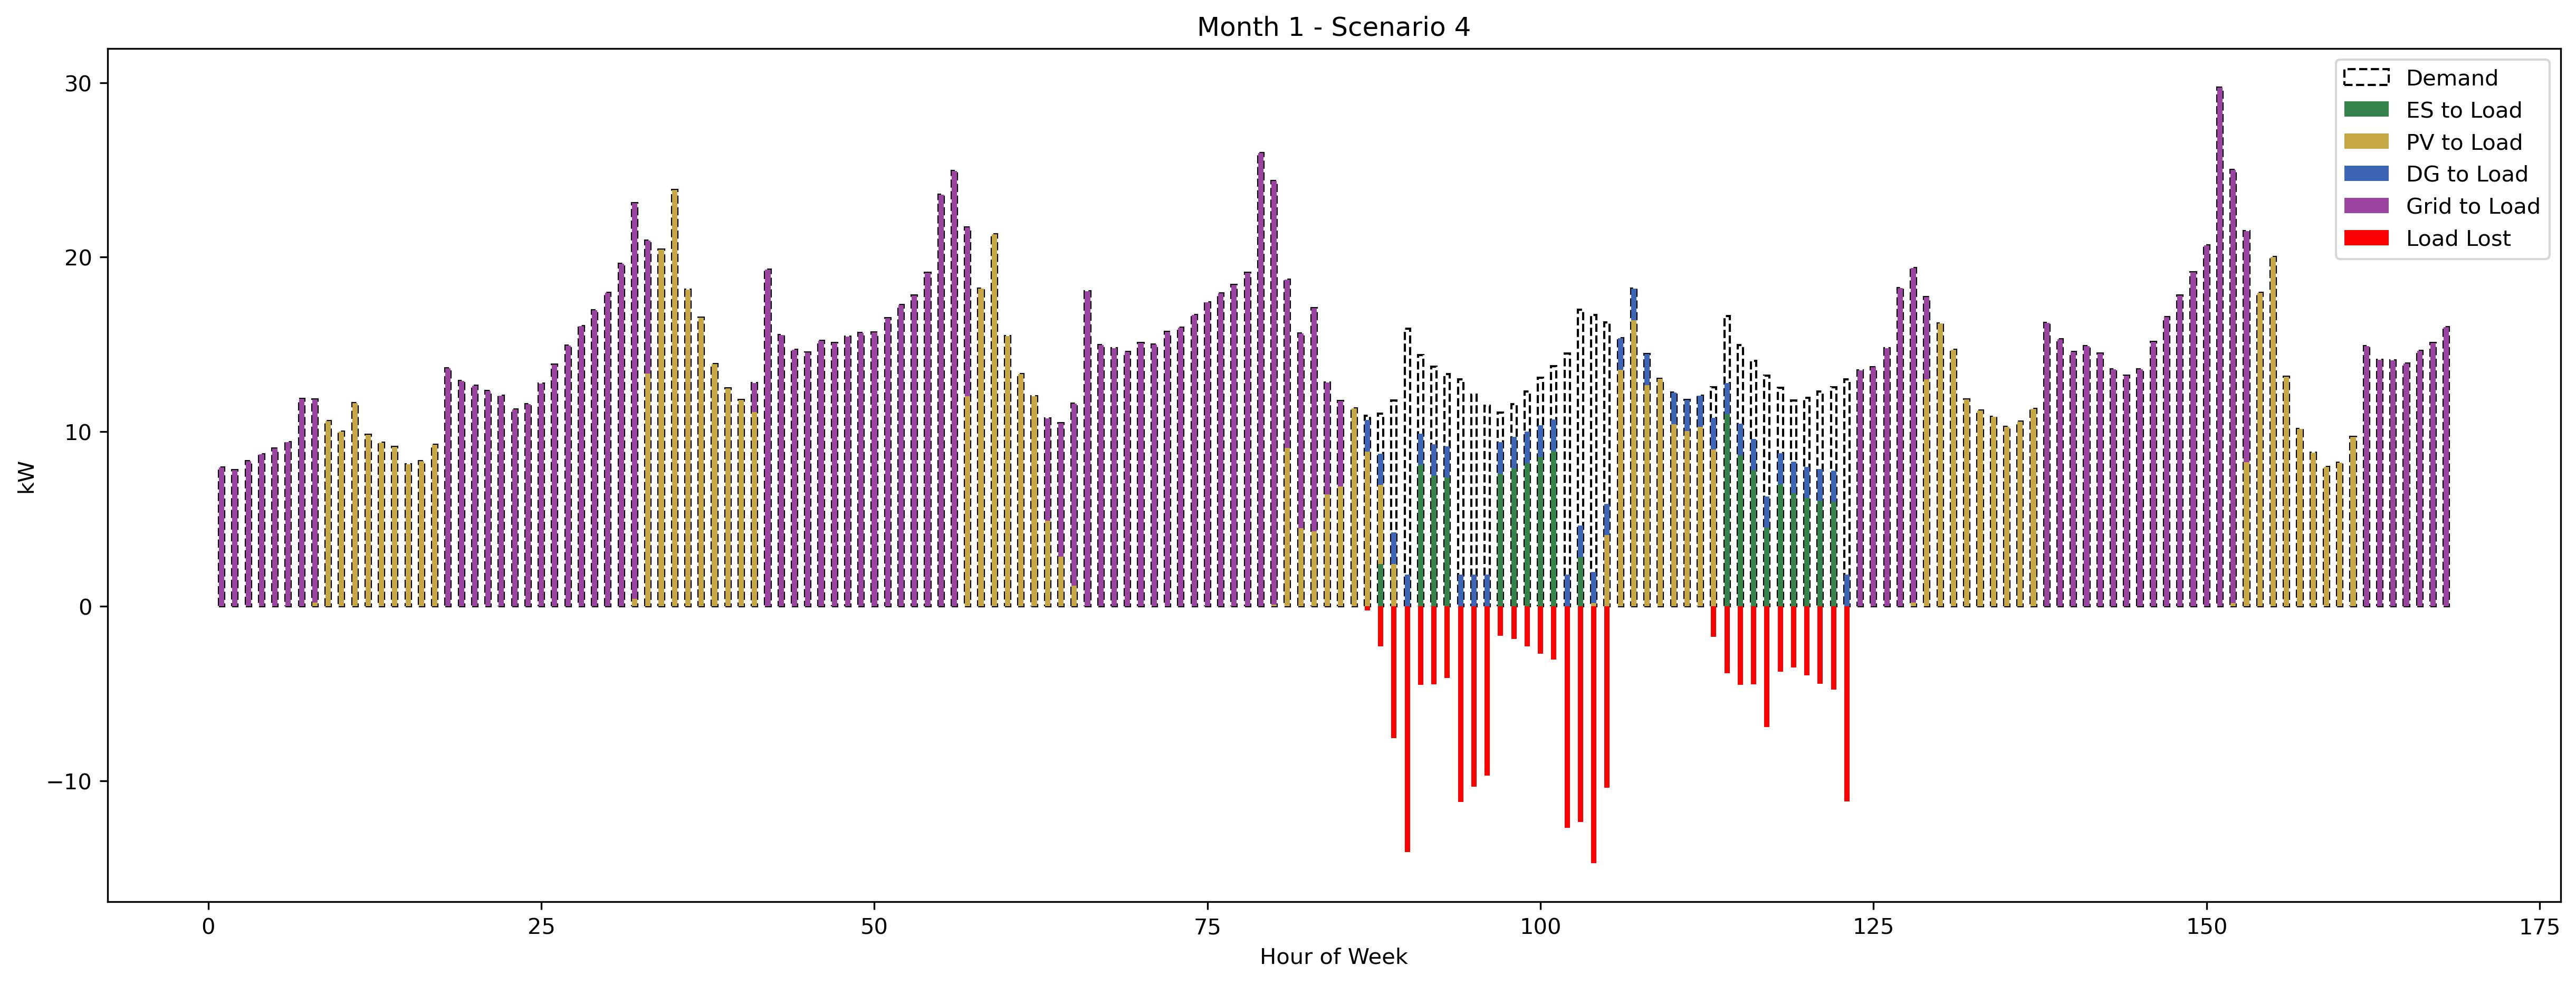 Month 1 - Scenario 4
Demand
ES to Load
PV to Load
DG to Load
Grid to Load
Load Lost
30
20
10
0
−10
kW
0 25 50 75 100 125 150 175
Hour of Week